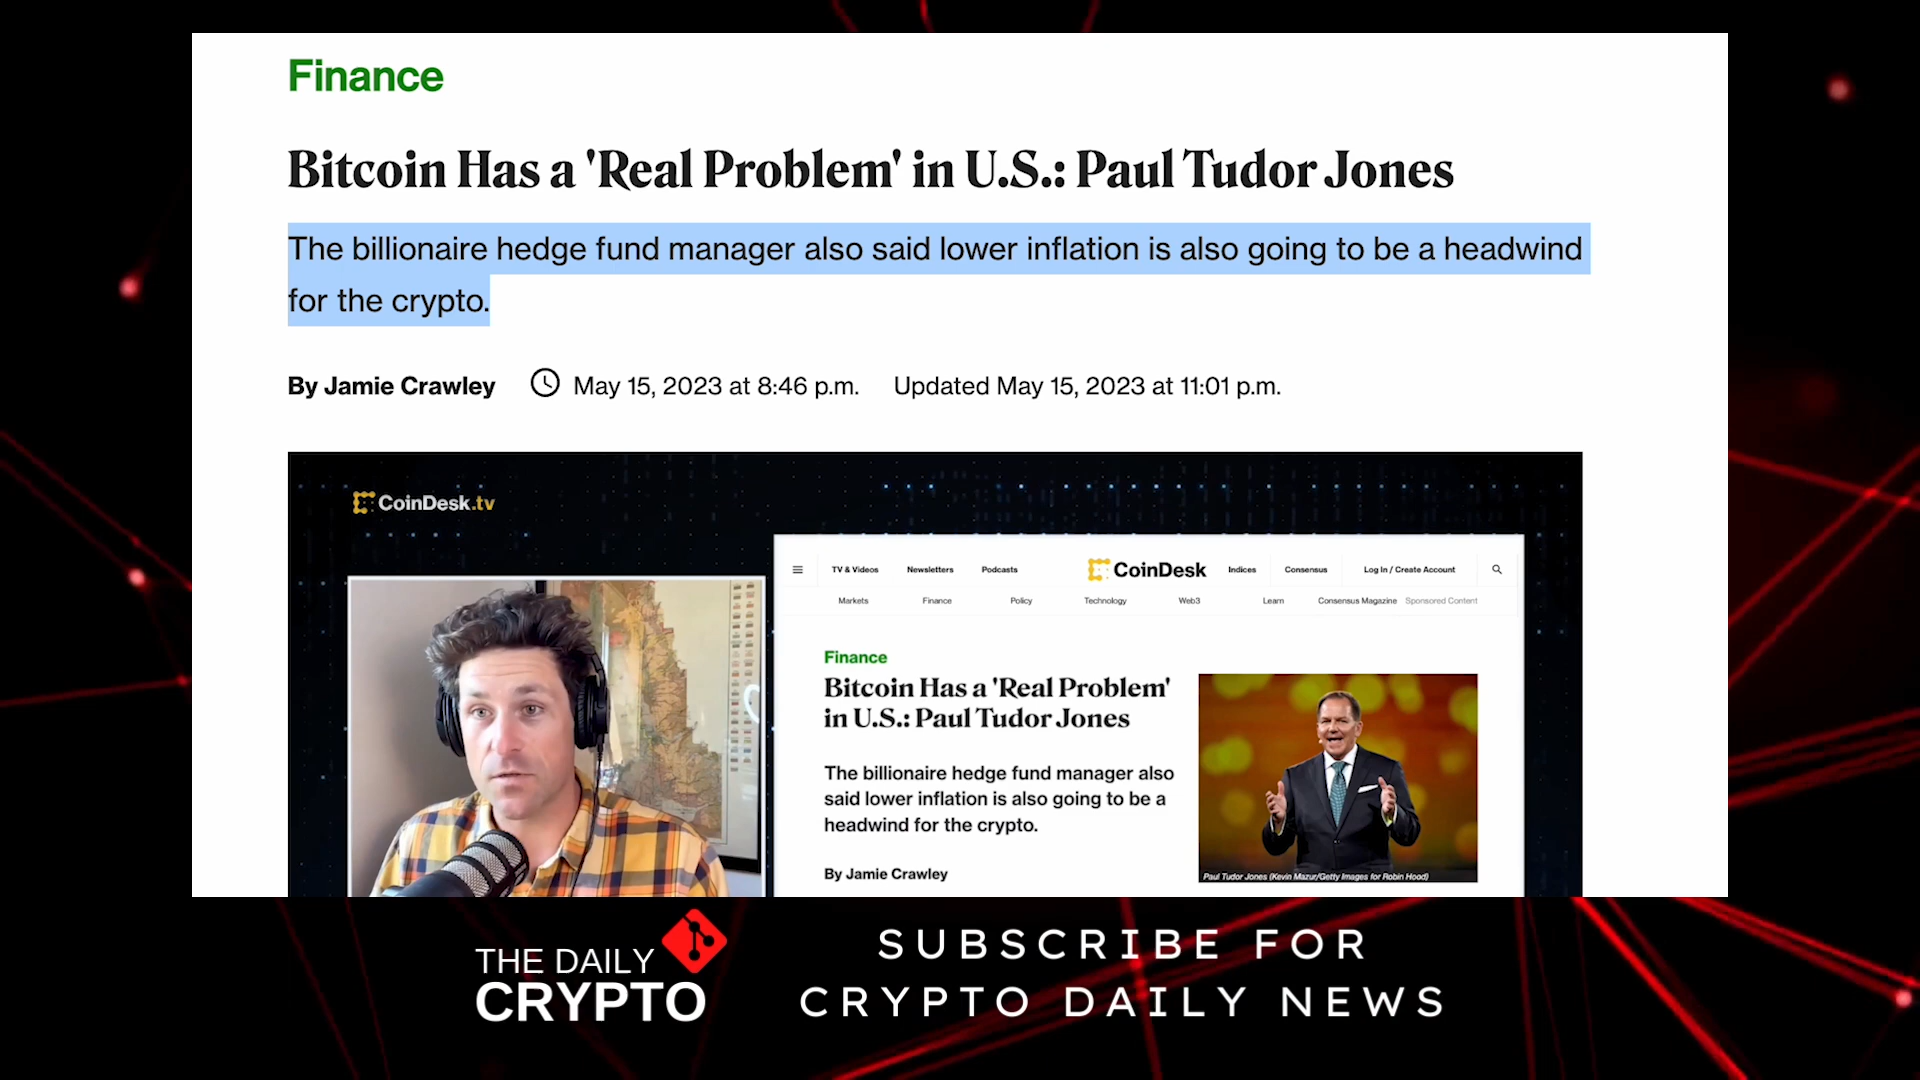 Finance
Bitcoin Has a 'Real Problem' in U.S.: Paul Tudor Jones
The billionaire hedge fund manager also said lower inflation is also going to be a headwind
for the crypto.
By Jamie Crawley May 15, 2023 at 8:46 p.m. Updated May 15, 2023 at 11:01 p.m.
CoinDesk.tv
TV & Videos Newsletters Podcasts CoinDesk Indices Consensus Log In / Create Account
Markets Finance Policy Technology Web3 Learn Consensus Magazine Sponsored Content
Finance
Bitcoin Has a 'Real Problem'
in U.S.: Paul Tudor Jones
The billionaire hedge fund manager also
said lower inflation is also going to be a
headwind for the crypto.
By Jamie Crawley
Paul Tudor Jones (Kevin Mazur/Getty Images for Robin Hood)
THE DAILY
CRYPTO
SUBSCRIBE FOR
CRYPTO DAILY NEWS